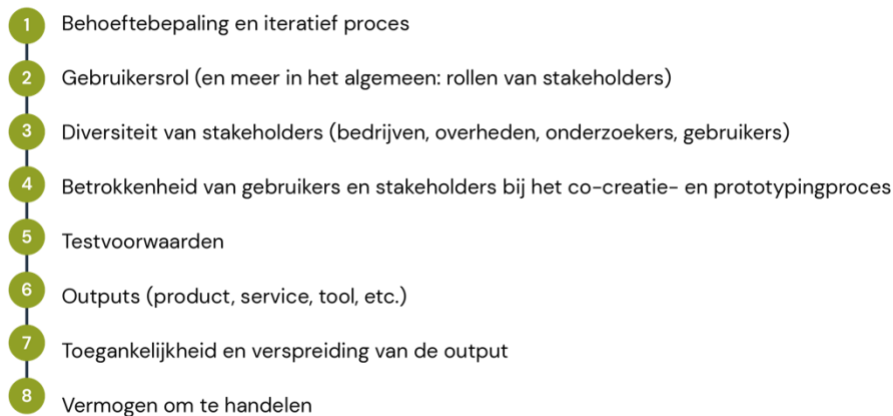 1 Behoeftebepaling en iteratief proces
2 Gebruikersrol (en meer in het algemeen: rollen van stakeholders)
3 Diversiteit van stakeholders (bedrijven, overheden, onderzoekers, gebruikers)
4 Betrokkenheid van gebruikers en stakeholders bij het co-creatie- en prototypingproces
5 Testvoorwaarden
6 Outputs (product, service, tool, etc.)
7 Toegankelijkheid en verspreiding van de output
8 Vermogen om te handelen